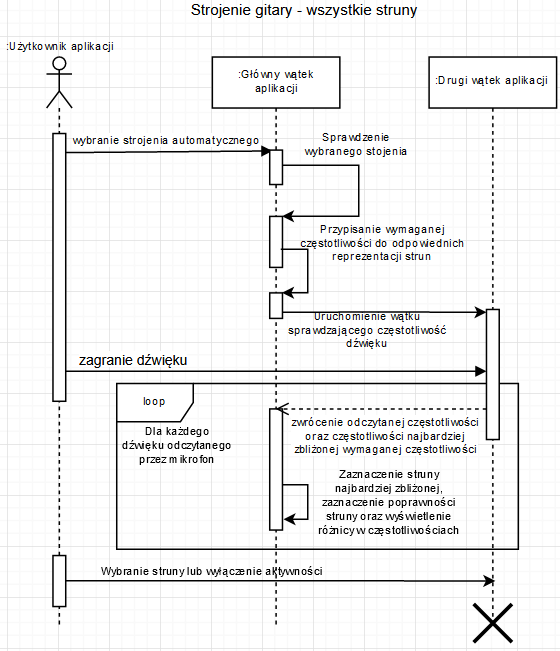 Strojenie gitary - wszystkie struny
:Użytkownik aplikacji
:Główny wątek
aplikacji
:Drugi wątek aplikacji
wybranie strojenia automatycznego
Sprawdzenie
wybranego stojenia
Przypisanie wymaganej
częstotliwości do odpowiednich
reprezentacji strun
Uruchomienie wątku
sprawdzającego częstotliwość
dźwięku
zagranie dźwięku
loop
Dla każdego
dźwięku odczytanego
przez mikrofon
zwrócenie odczytanej częstotliwości
oraz częstotliwości najbardziej
zbliżonej wymaganej częstotliwości
Zaznaczenie struny
najbardziej zbliżonej,
zaznaczenie poprawności
struny oraz wyświetlenie
różnicy w częstotliwościach
Wybranie struny lub wyłączenie aktywności